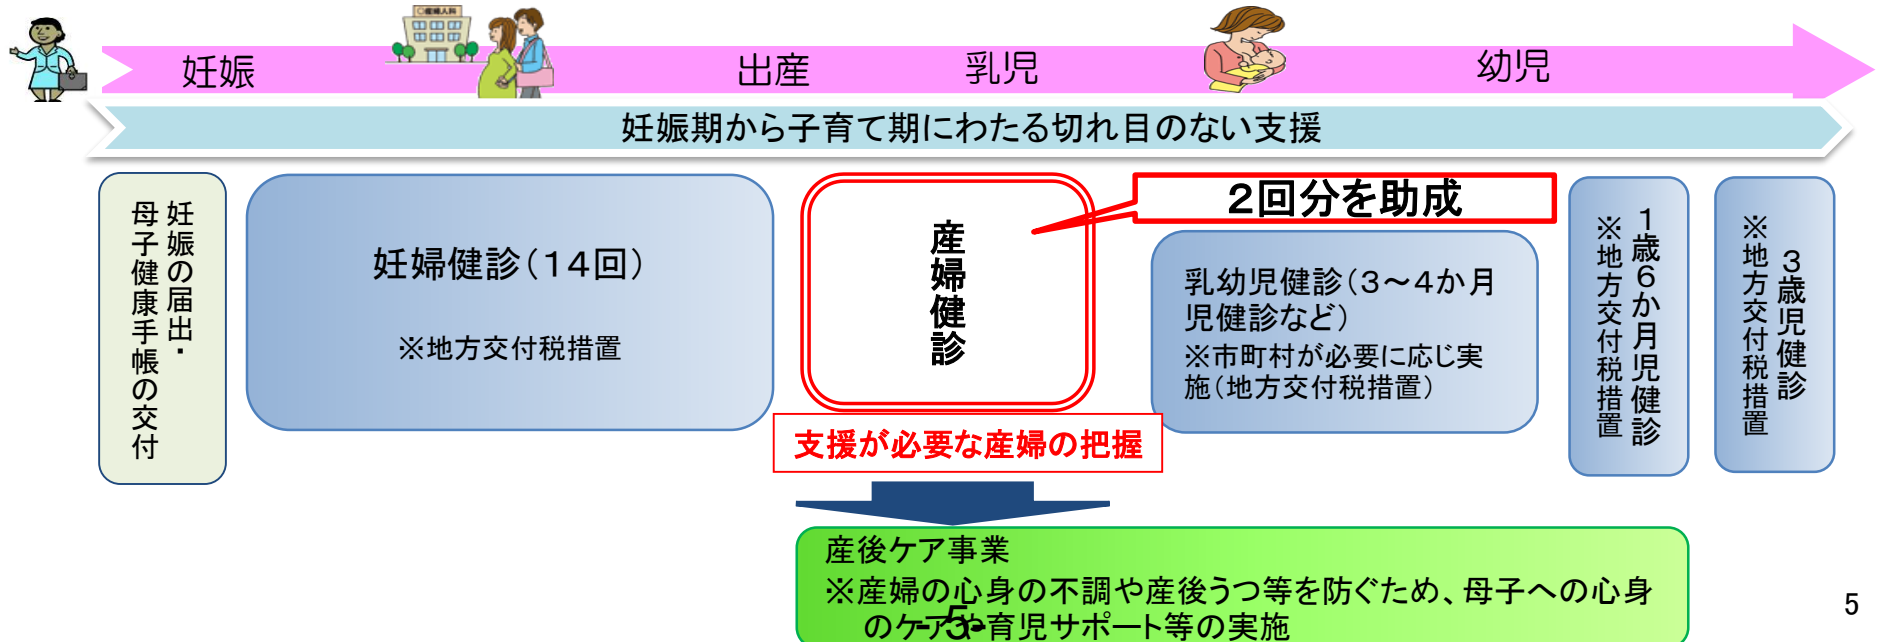 ○産婦人科
妊娠
出産
乳児
幼児
妊娠期から子育て期にわたる切れ目のない支援
妊娠の届出・
母子健康手帳の交付
妊婦健診（１４回）
※地方交付税措置
産婦健診
２回分を助成
支援が必要な産婦の把握
乳幼児健診（３～４か月
児健診など）
※市町村が必要に応じ実
施（地方交付税措置）
１歳６か月児健診
※地方交付税措置
３歳児健診
※地方交付税措置
産後ケア事業
※産婦の心身の不調や産後うつ等を防ぐため、母子への心身
のケアや育児サポート等の実施
- 5-
5